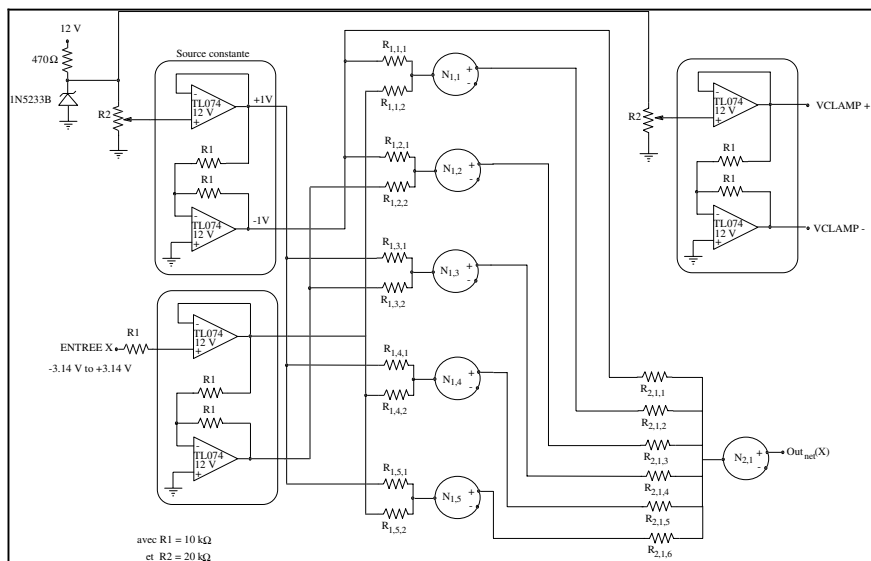 12 V
470Ω
1N5233B
R2
Source constante
-
TL074
12 V
+
+1V
R1
R1
-
TL074
12 V
+
-1V
ENTREE X
R1
-3.14 V to +3.14 V
-
TL074
12 V
+
R1
R1
-
TL074
12 V
+
avec R1 = 10 kΩ
et R2 = 20 kΩ
R1,1,1
R1,1,2
N1,1
+
-
R1,2,1
R1,2,2
N1,2
+
-
R1,3,1
R1,3,2
N1,3
+
-
R1,4,1
R1,4,2
N1,4
+
-
R1,5,1
R1,5,2
N1,5
+
-
R2
-
TL074
12 V
+
VCLAMP +
R1
R1
-
TL074
12 V
+
VCLAMP -
R2,1,1
R2,1,2
R2,1,3
R2,1,4
R2,1,5
R2,1,6
N2,1
+
-
Outnet(X)